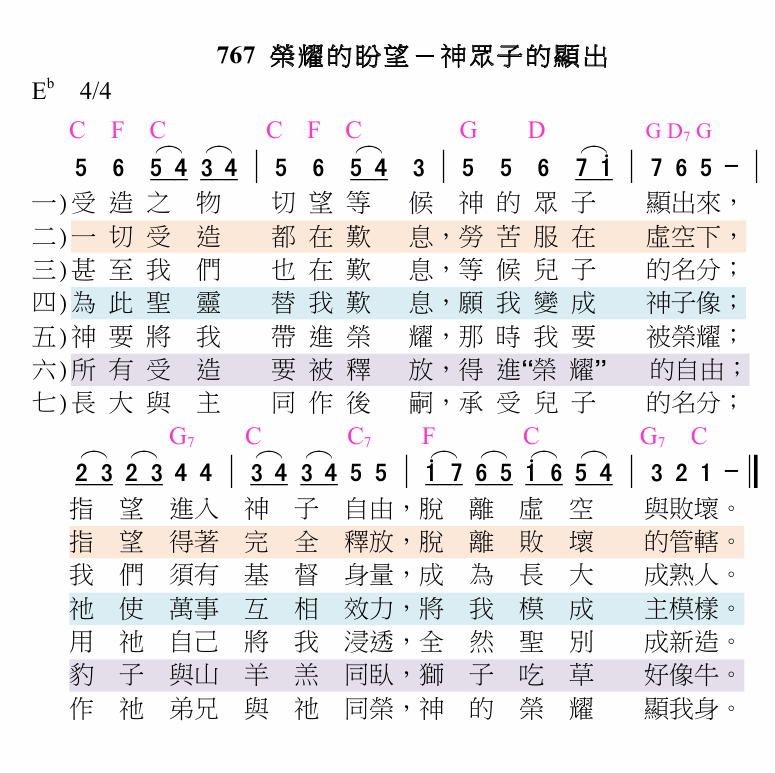 767 榮耀的盼望－神眾子的顯出
E♭ 4/4
C F C C F C G D G D7 G
5 6 5 4 3 4 | 5 6 5 4 3 | 5 5 6 7 i | 7 6 5 － |
一)受造之物 切望等候 神的眾子 顯出來，
二)一切受造 都在歎息，勞苦服在 虛空下，
三)甚至我們 也在歎息，等候兒子 的名分；
四)為此聖靈 替我歎息，願我變成 神子像；
五)神要將我 帶進榮耀，那時我要 被榮耀；
六)所有受造 要被釋放，得進“榮耀” 的自由；
七)長大與主 同作後嗣，承受兒子 的名分；
G7 C C7 F C G7 C
2 3 2 3 4 4 | 3 4 3 4 5 5 | i 7 6 5 i 6 5 4 | 3 2 1 － ‖
指望進入 神子自由，脫離虛空 與敗壞。
指望得著 完全釋放，脫離敗壞 的管轄。
我們須有 基督身量，成為長大 成熟人。
祂使萬事 互相效力，將我模成 主模樣。
用祂自己 將我浸透，全然聖別 成新造。
豹子與山 羊羔同臥，獅子吃草 好像牛。
作祂弟兄 與祂同榮，神的榮耀 顯我身。